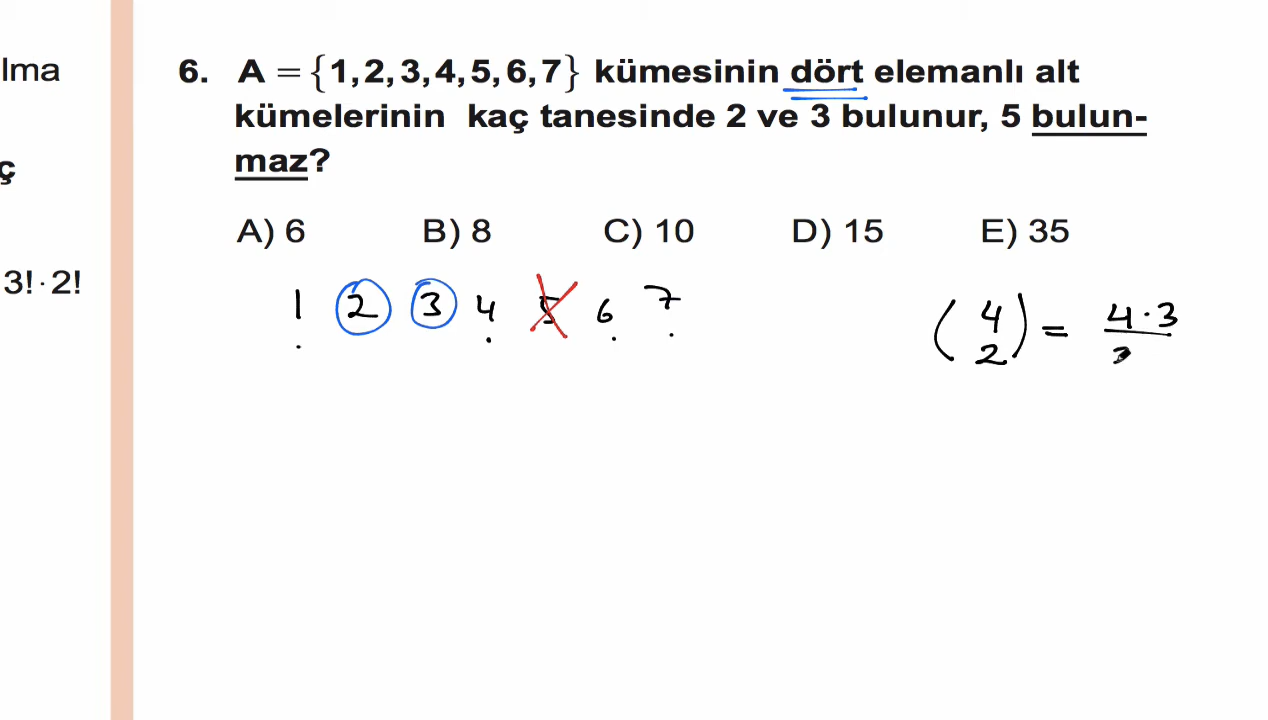 lma
ç
3! · 2!
6. A = {1, 2, 3, 4, 5, 6, 7} kümesinin dört elemanlı alt
kümelerinin kaç tanesinde 2 ve 3 bulunur, 5 bulun-
maz?
A) 6 B) 8 C) 10 D) 15 E) 35
1 2 3 4 5 6 7
(4 2) = 4 · 3